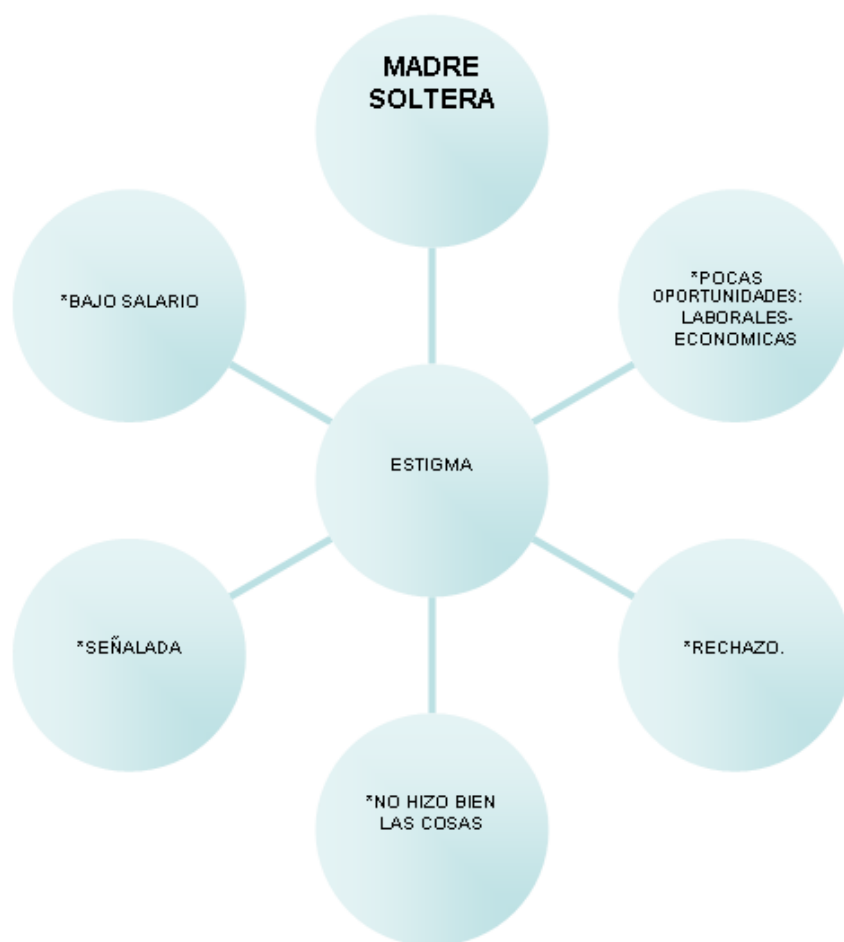 MADRE
SOLTERA
*BAJO SALARIO
*POCAS
OPORTUNIDADES:
LABORALES-
ECONOMICAS
ESTIGMA
*SEÑALADA
*RECHAZO.
*NO HIZO BIEN
LAS COSAS